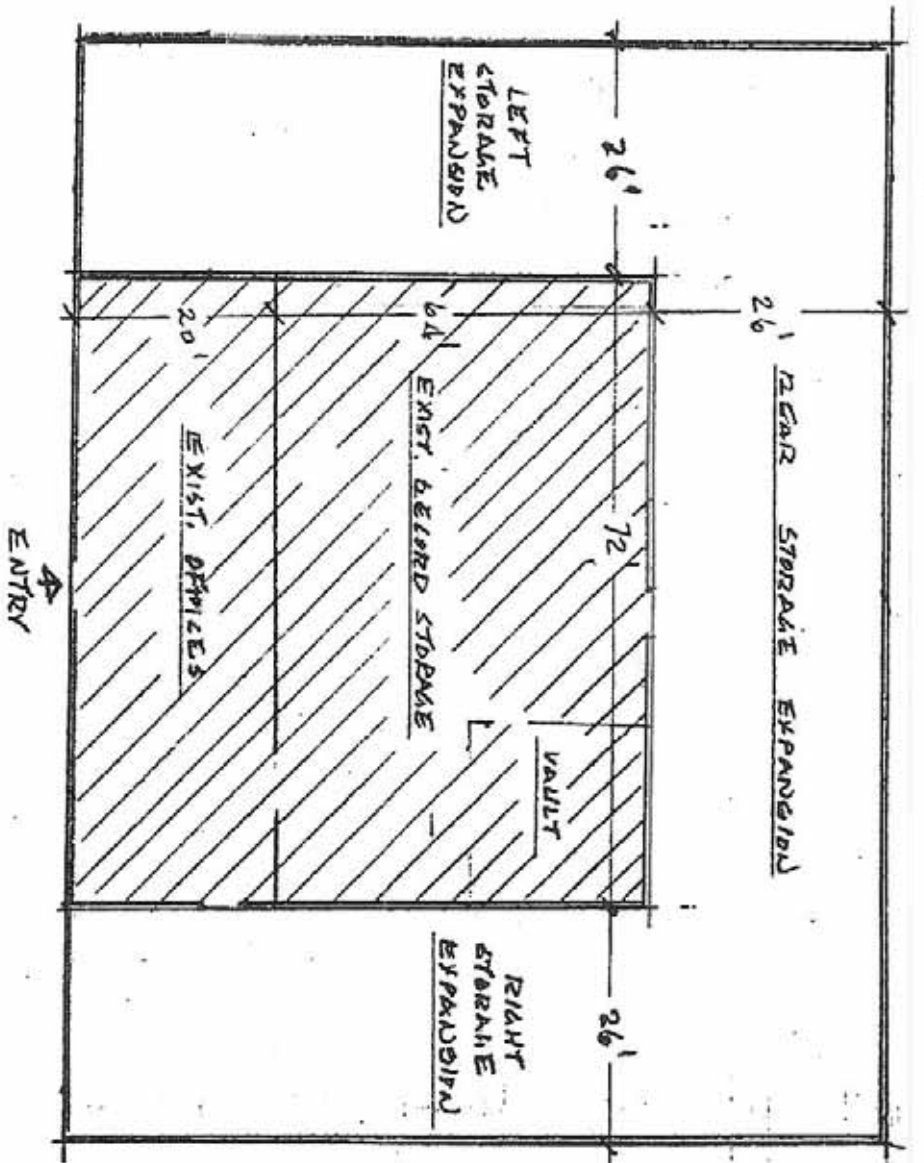 26'
REAR STORAGE EXPANSION
26'
72'
26'
LEFT
STORAGE
EXPANSION
64'
EXIST. RECORD STORAGE
VAULT
RIGHT
STORAGE
EXPANSION
20'
EXIST. OFFICES
ENTRY